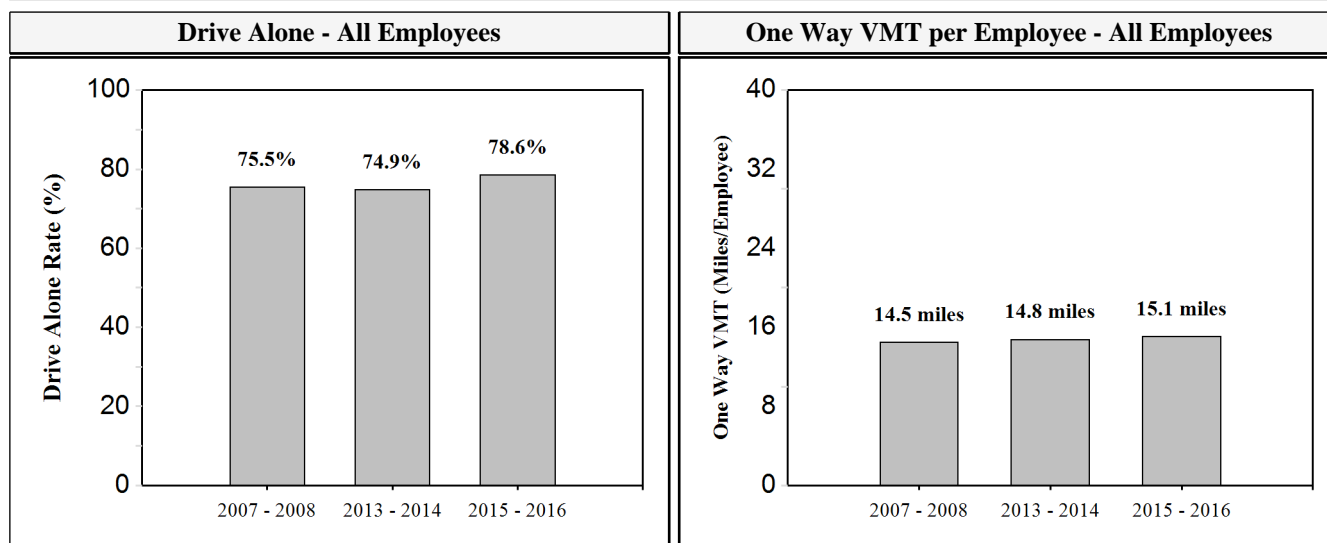 Drive Alone - All Employees
One Way VMT per Employee - All Employees
Drive Alone Rate (%)
100
80
60
40
20
0
75.5%
74.9%
78.6%
2007 - 2008
2013 - 2014
2015 - 2016
One Way VMT (Miles/Employee)
40
32
24
16
8
0
14.5 miles
14.8 miles
15.1 miles
2007 - 2008
2013 - 2014
2015 - 2016